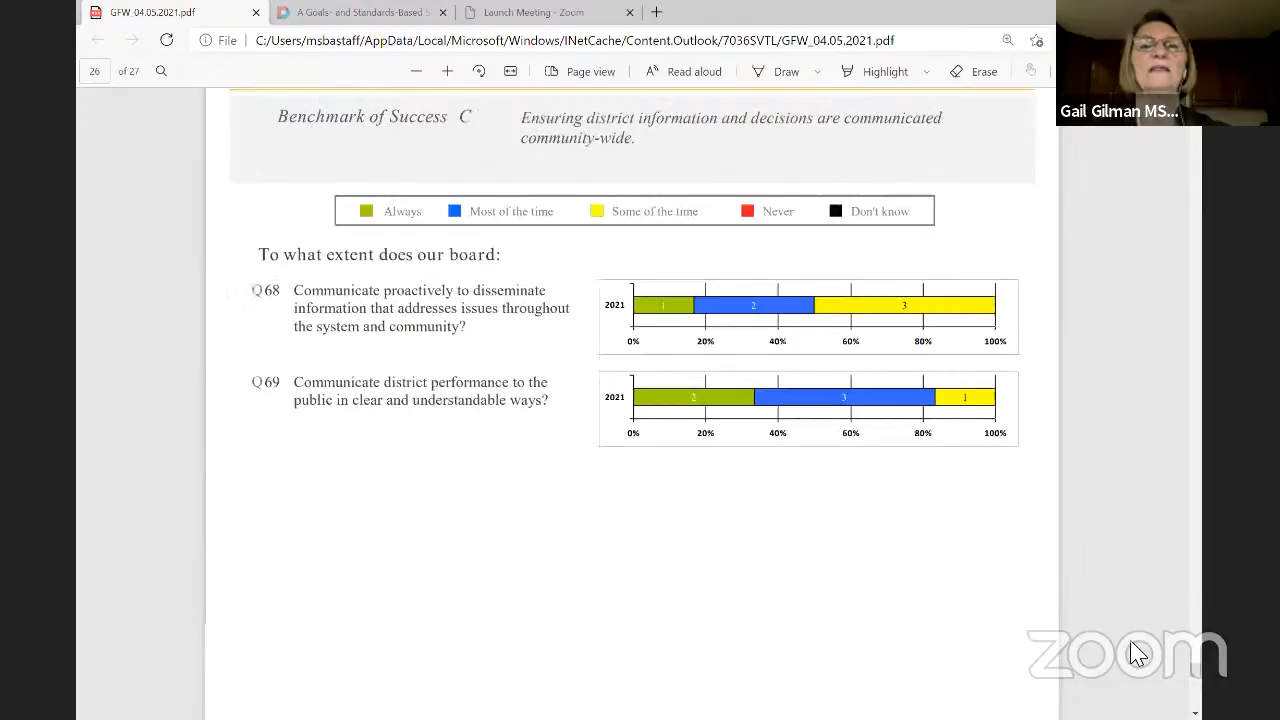 GFW_04.05.2021.pdf
A Goals- and Standards-Based S
Launch Meeting - Zoom
File
C:/Users/msbastaff/AppData/Local/Microsoft/Windows/INetCache/Content.Outlook/7036SVTL/GFW_04.05.2021.pdf
26 of 27
Page view
Read aloud
Draw
Highlight
Erase
Gail Gilman MS...
Benchmark of Success C
Ensuring district information and decisions are communicated
community-wide.
Always Most of the time Some of the time Never Don't know
To what extent does our board:
Q68 Communicate proactively to disseminate
information that addresses issues throughout
the system and community?
2021 1 2 3
0% 20% 40% 60% 80% 100%
Q69 Communicate district performance to the
public in clear and understandable ways?
2021 2 3 1
0% 20% 40% 60% 80% 100%
zoom